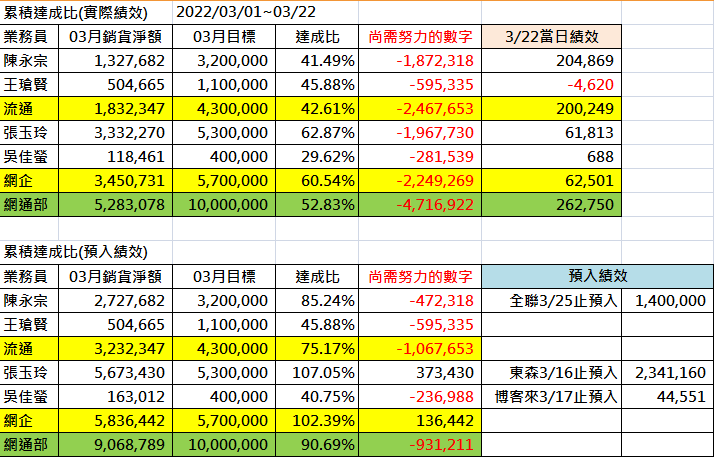 累積達成比(實際績效) 2022/03/01~03/22
業務員 03月銷貨淨額 03月目標 達成比 尚需努力的數字 3/22當日績效
陳永宗 1,327,682 3,200,000 41.49% -1,872,318 204,869
王瑲賢 504,665 1,100,000 45.88% -595,335 -4,620
流通 1,832,347 4,300,000 42.61% -2,467,653 200,249
張玉玲 3,332,270 5,300,000 62.87% -1,967,730 61,813
吳佳螢 118,461 400,000 29.62% -281,539 688
網企 3,450,731 5,700,000 60.54% -2,249,269 62,501
網通部 5,283,078 10,000,000 52.83% -4,716,922 262,750
累積達成比(預入績效)
業務員 03月銷貨淨額 03月目標 達成比 尚需努力的數字 預入績效
陳永宗 2,727,682 3,200,000 85.24% -472,318 全聯3/25止預入 1,400,000
王瑲賢 504,665 1,100,000 45.88% -595,335
流通 3,232,347 4,300,000 75.17% -1,067,653
張玉玲 5,673,430 5,300,000 107.05% 373,430 東森3/16止預入 2,341,160
吳佳螢 163,012 400,000 40.75% -236,988 博客來3/17止預入 44,551
網企 5,836,442 5,700,000 102.39% 136,442
網通部 9,068,789 10,000,000 90.69% -931,211